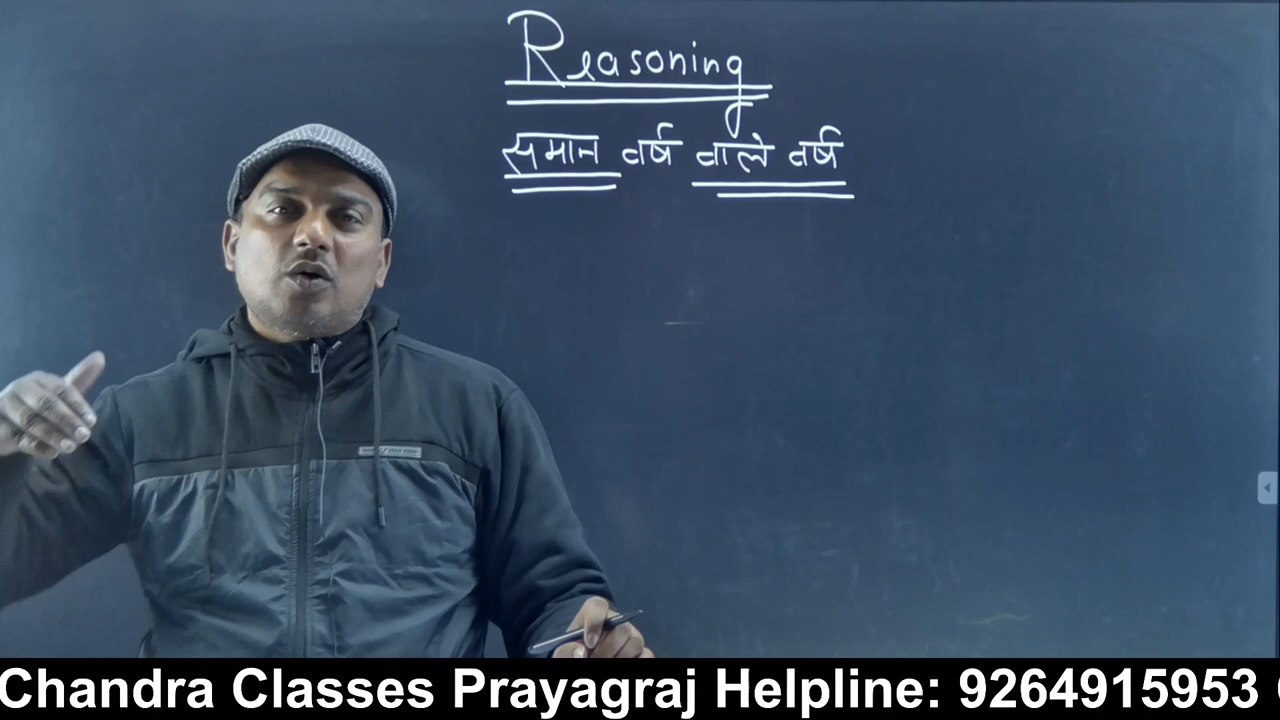 Reasoning
समान वर्ष वाले वर्ष
Chandra Classes Prayagraj Helpline: 9264915953